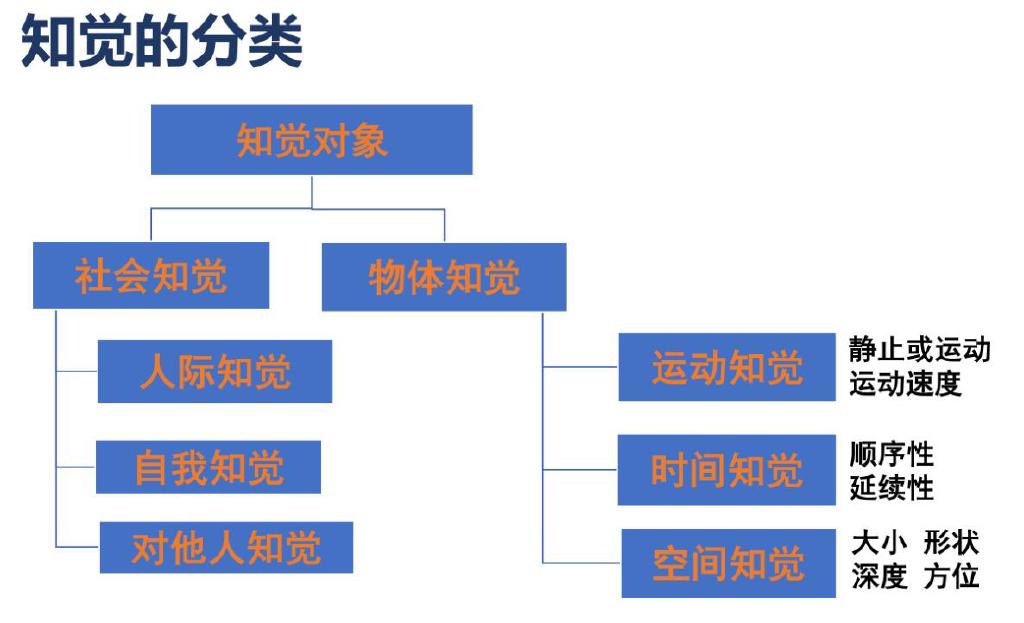 知觉的分类
知觉对象
社会知觉
物体知觉
人际知觉
自我知觉
对他人知觉
运动知觉
静止或运动
运动速度
时间知觉
顺序性
延续性
空间知觉
大小 形状
深度 方位